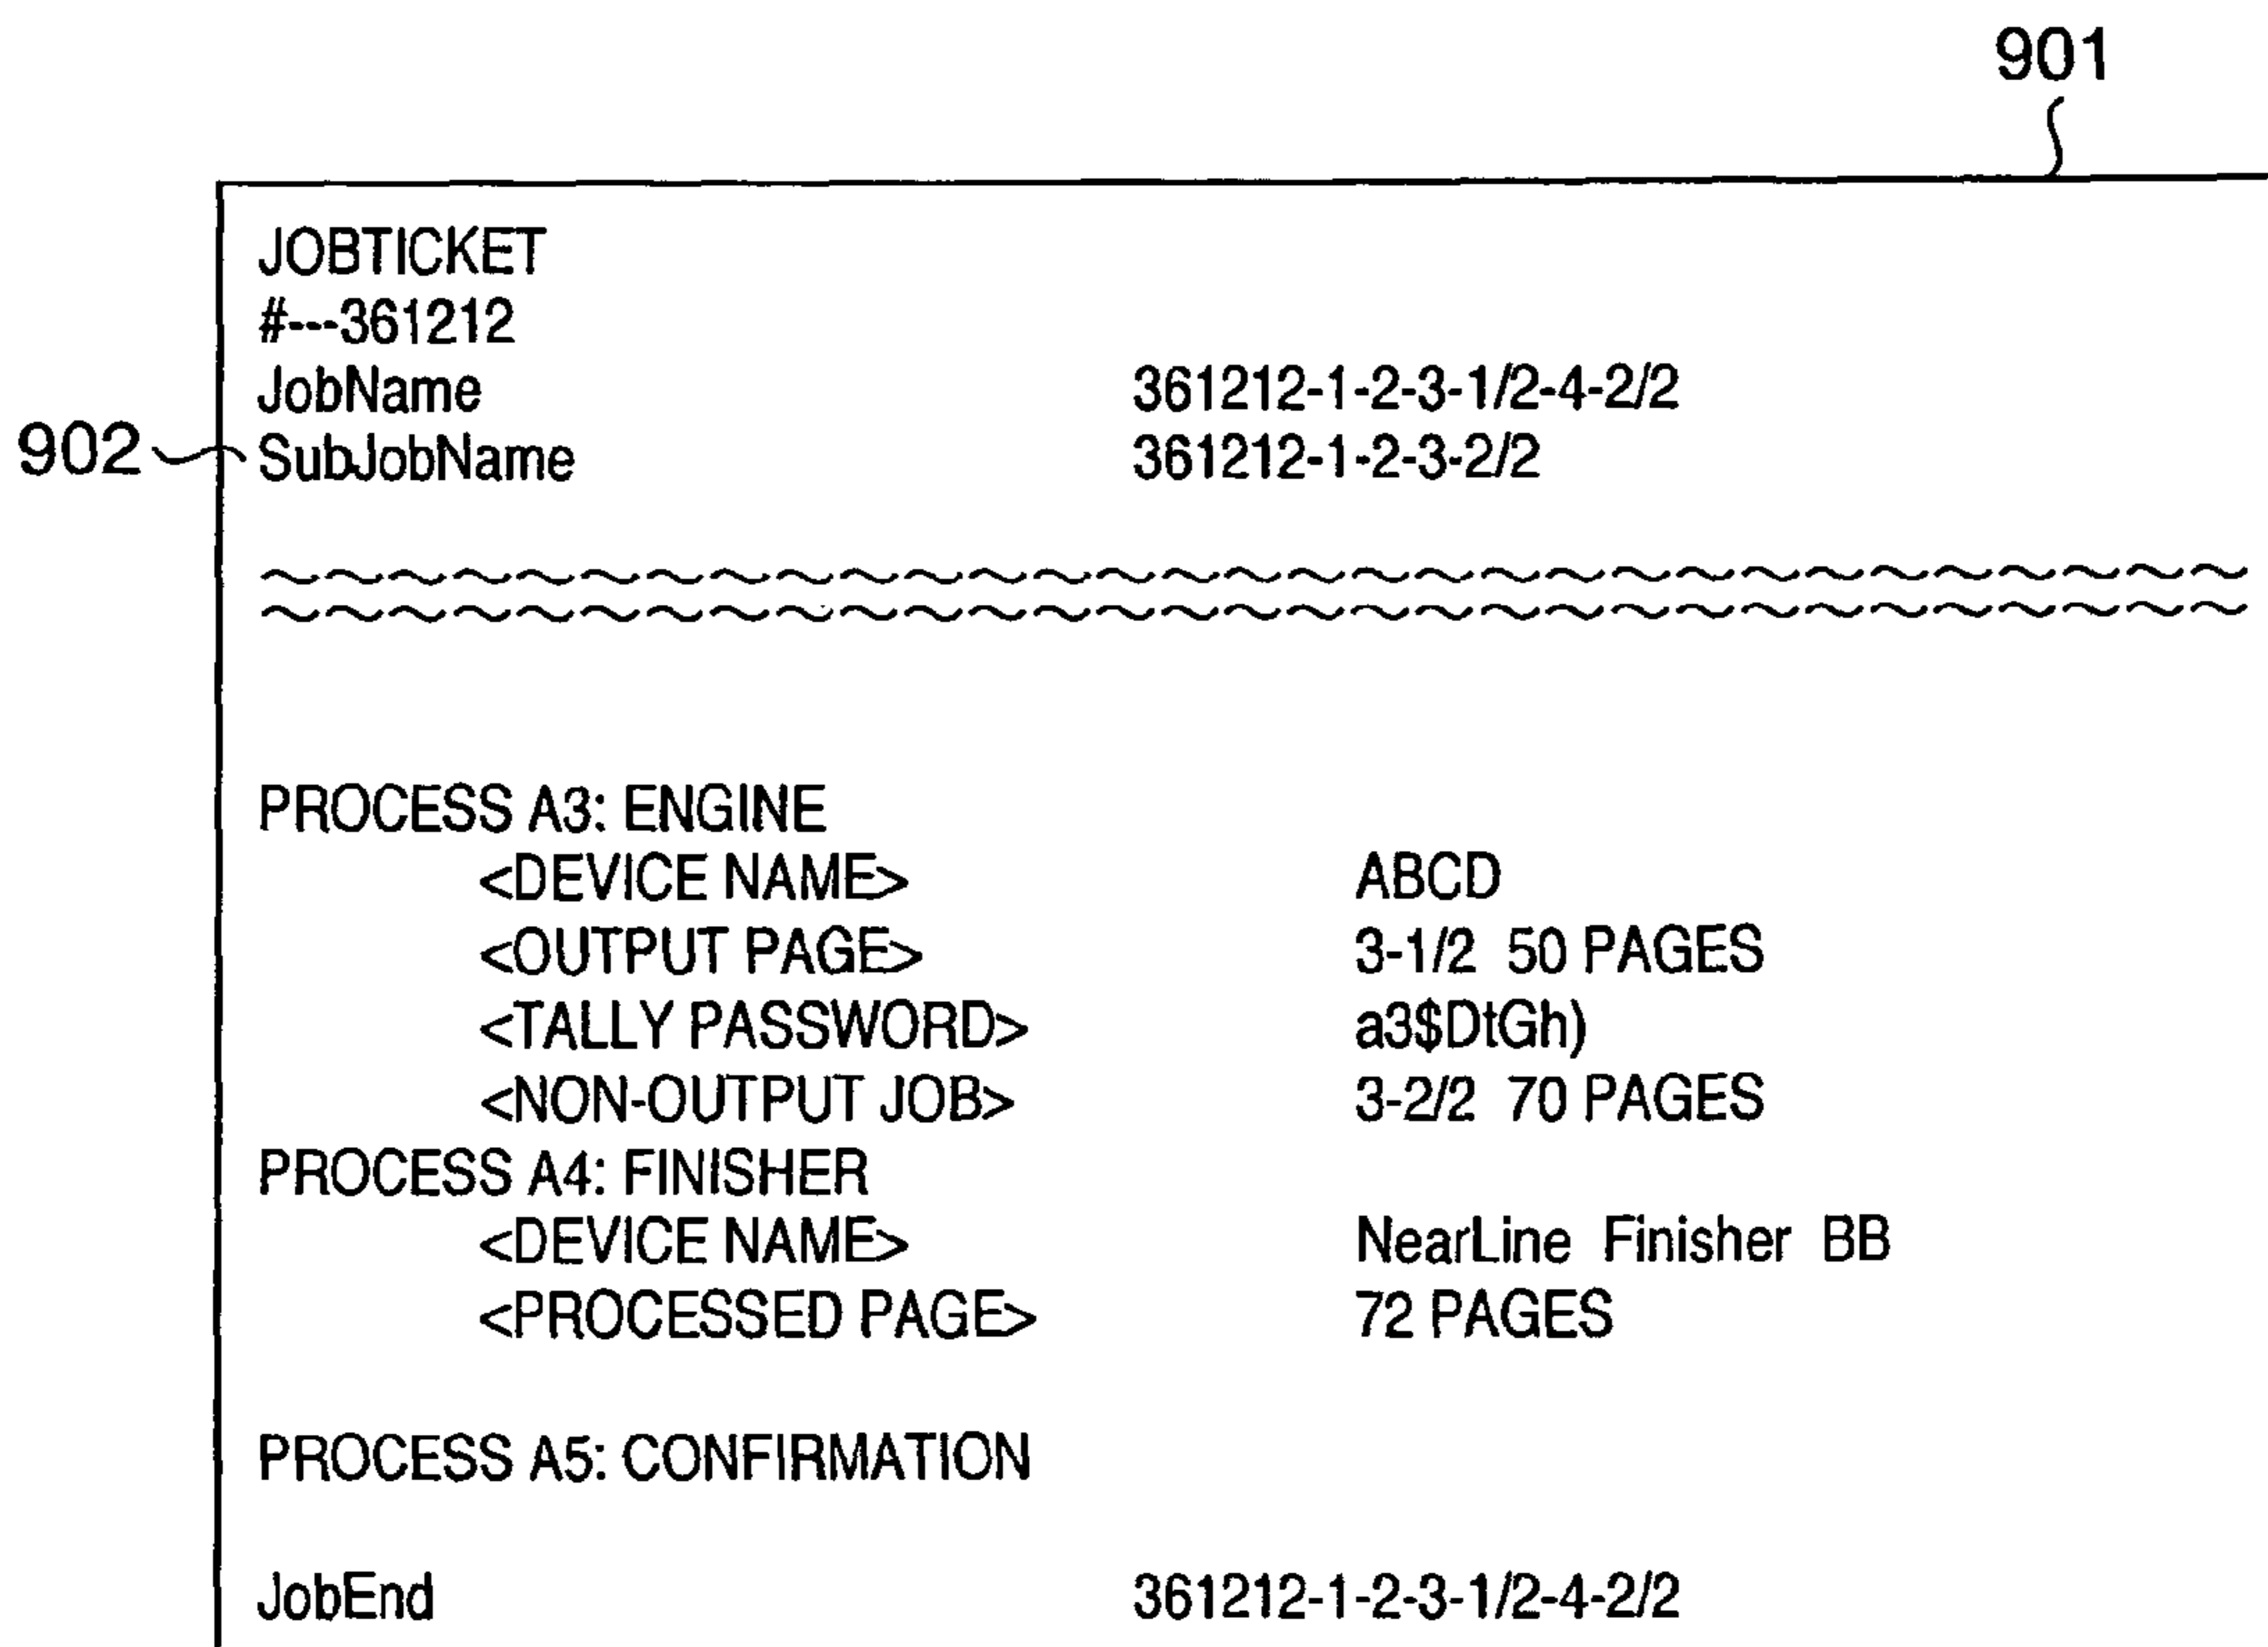 901
JOBTICKET
#---361212
JobName 361212-1-2-3-1/2-4-2/2
902 SubJobName 361212-1-2-3-2/2
PROCESS A3: ENGINE
<DEVICE NAME> ABCD
<OUTPUT PAGE> 3-1/2 50 PAGES
<TALLY PASSWORD> a3$DtGh)
<NON-OUTPUT JOB> 3-2/2 70 PAGES
PROCESS A4: FINISHER
<DEVICE NAME> NearLine Finisher BB
<PROCESSED PAGE> 72 PAGES
PROCESS A5: CONFIRMATION
JobEnd 361212-1-2-3-1/2-4-2/2